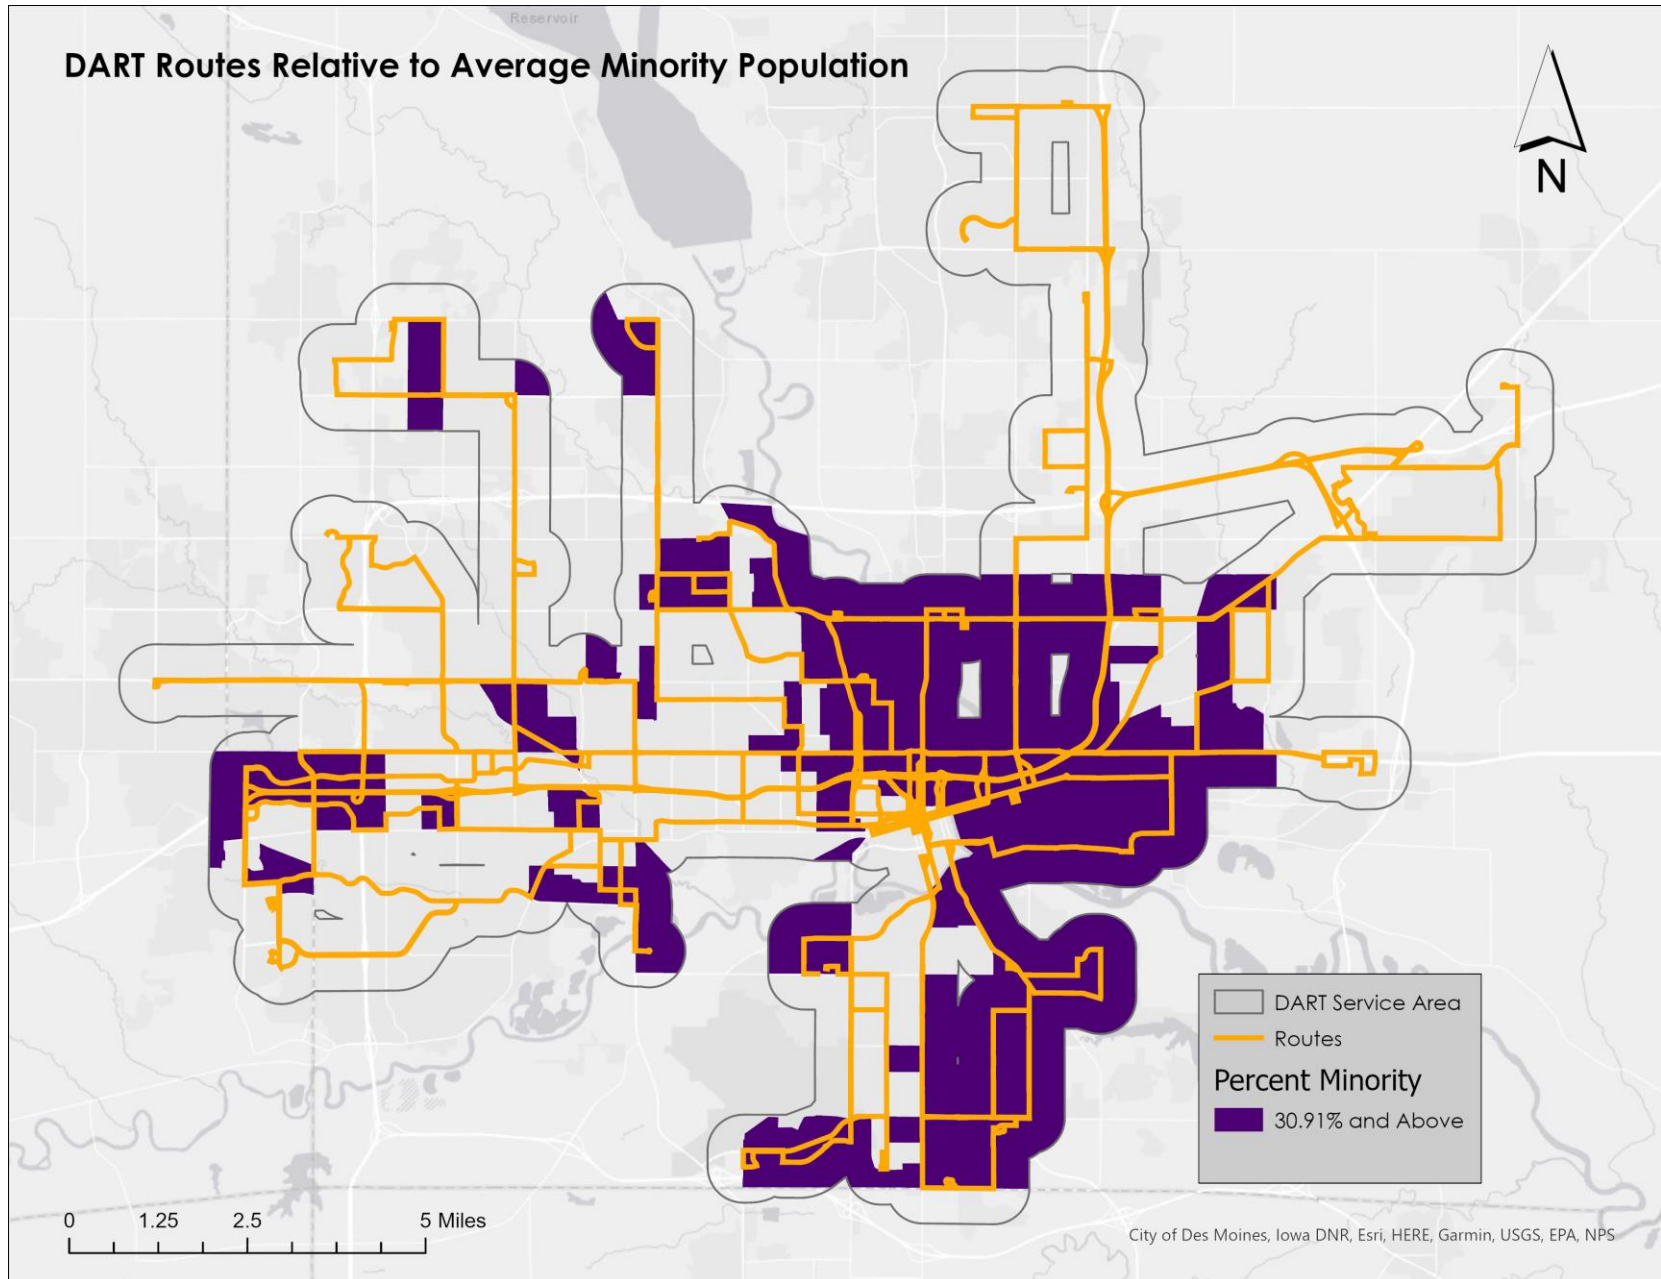 Reservoir
DART Routes Relative to Average Minority Population
N
DART Service Area
Routes
Percent Minority
30.91% and Above
0 1.25 2.5 5 Miles
City of Des Moines, Iowa DNR, Esri, HERE, Garmin, USGS, EPA, NPS